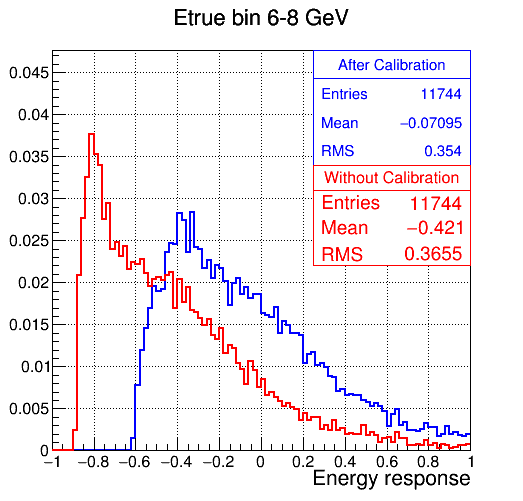 Etrue bin 6-8 GeV
After Calibration
Entries 11744
Mean −0.07095
RMS 0.354
Without Calibration
Entries 11744
Mean −0.421
RMS 0.3655
0.045
0.04
0.035
0.03
0.025
0.02
0.015
0.01
0.005
0
−1 −0.8 −0.6 −0.4 −0.2 0 0.2 0.4 0.6 0.8 1
Energy response